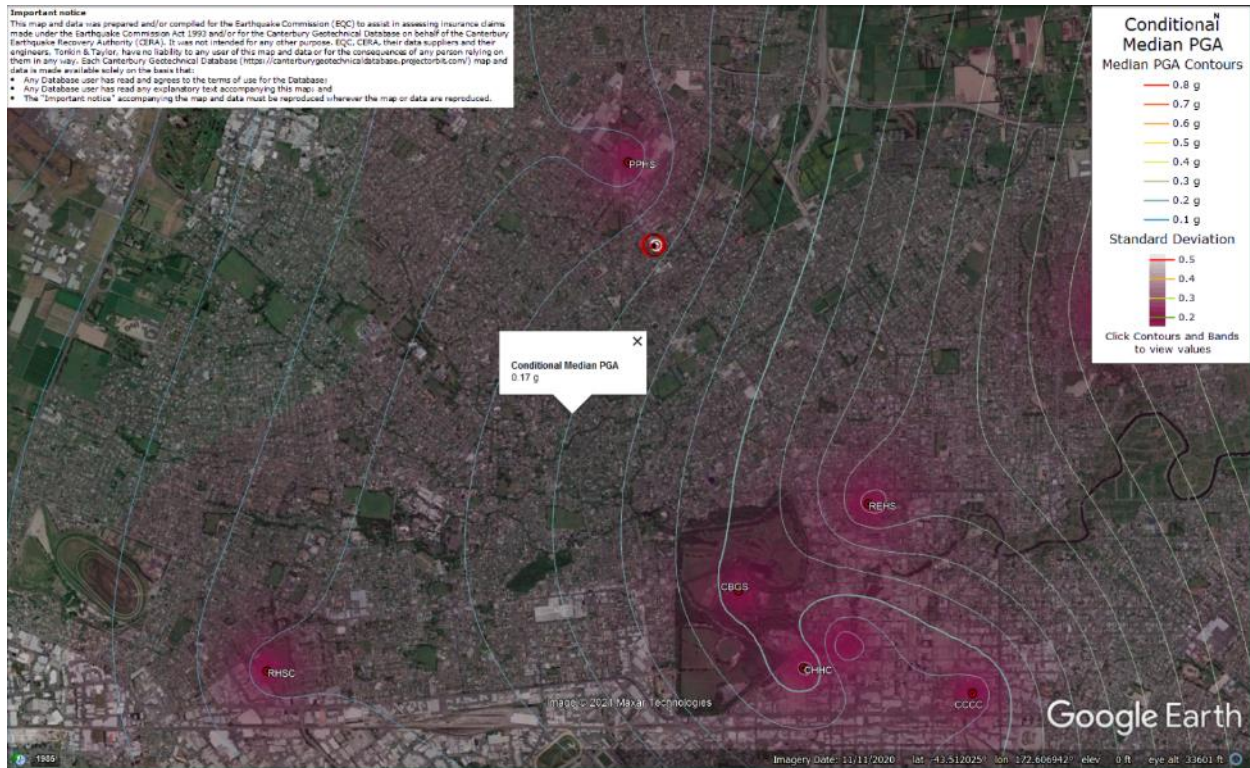 Important notice
This map and data was prepared and/or compiled for the Earthquake Commission (EQC) to assist in assessing insurance claims
made under the Earthquake Commission Act 1993 and/or for the Canterbury Geotechnical Database on behalf of the Canterbury
Earthquake Recovery Authority (CERA). It was not intended for any other purpose. EQC, CERA, their data suppliers and their
engineers, Tonkin & Taylor, have no liability to any user of this map and data or for the consequences of any person relying on
them in any way. Each Canterbury Geotechnical Database (https://canterburygeotechnicaldatabase.projectorbit.com/) map and
data is made available solely on the basis that:
• Any Database user has read and agrees to the terms of use for the Database;
• Any Database user has read any explanatory text accompanying this map; and
• The "Important notice" accompanying the map and data must be reproduced wherever the map or data are reproduced.
N
Conditional
Median PGA
Median PGA Contours
0.8 g
0.7 g
0.6 g
0.5 g
0.4 g
0.3 g
0.2 g
0.1 g
Standard Deviation
0.5
0.4
0.3
0.2
Click Contours and Bands
to view values
PPHS
Conditional Median PGA
0.17 g
REHS
CBGS
RHSC
CHHC
CCCC
Image © 2021 Maxar Technologies
Google Earth
1985
Imagery Date: 11/11/2020 lat -43.512025° lon 172.606942° elev 0 ft eye alt 33601 ft